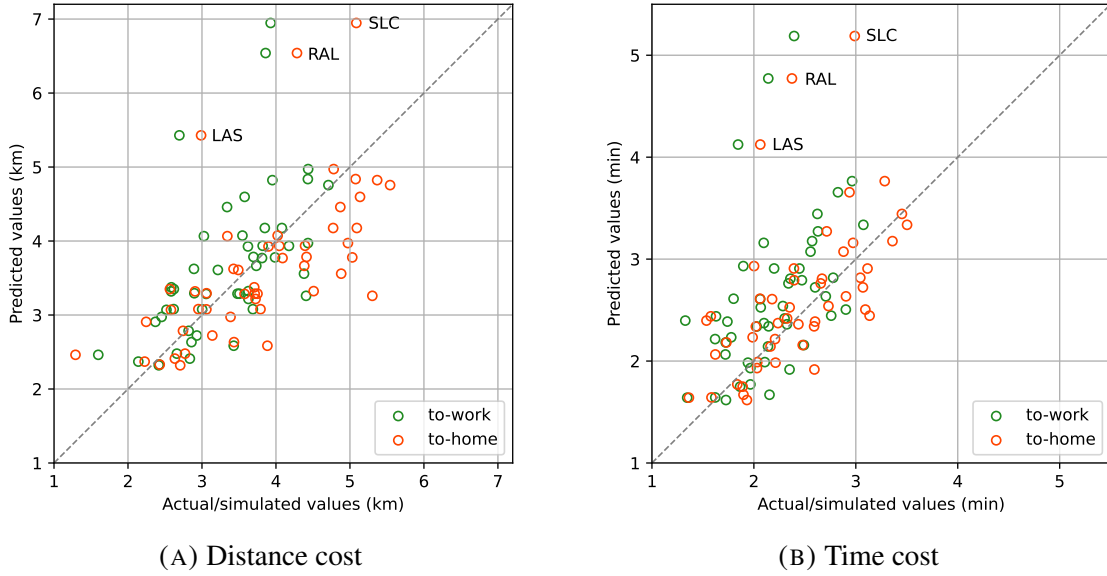 7
6
5
4
3
2
1
1
2
3
4
5
6
7
Predicted values (km)
Actual/simulated values (km)
SLC
RAL
LAS
to-work
to-home
(A) Distance cost
5
4
3
2
1
1
2
3
4
5
Predicted values (min)
Actual/simulated values (min)
SLC
RAL
LAS
to-work
to-home
(B) Time cost